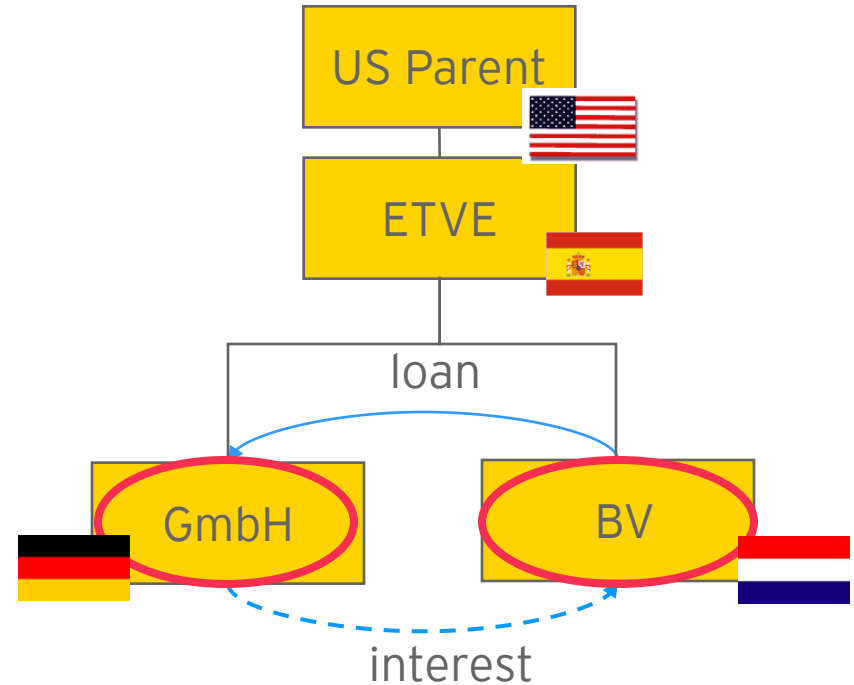 US Parent
ETVE
loan
GmbH
BV
interest